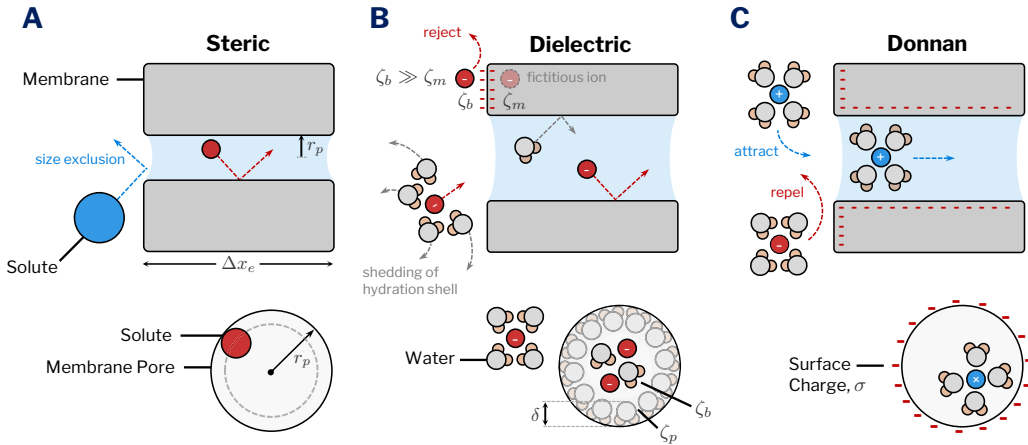 A
Steric
Membrane
size exclusion
r_p
Solute
Δx_e
Solute
Membrane Pore
r_p
B
Dielectric
reject
ζ_b ≫ ζ_m
-
-
fictitious ion
ζ_b
ζ_m
-
-
shedding of
hydration shell
Water
-
-
-
δ
ζ_b
ζ_p
C
Donnan
+
attract
+
repel
-
Surface
Charge, σ
×